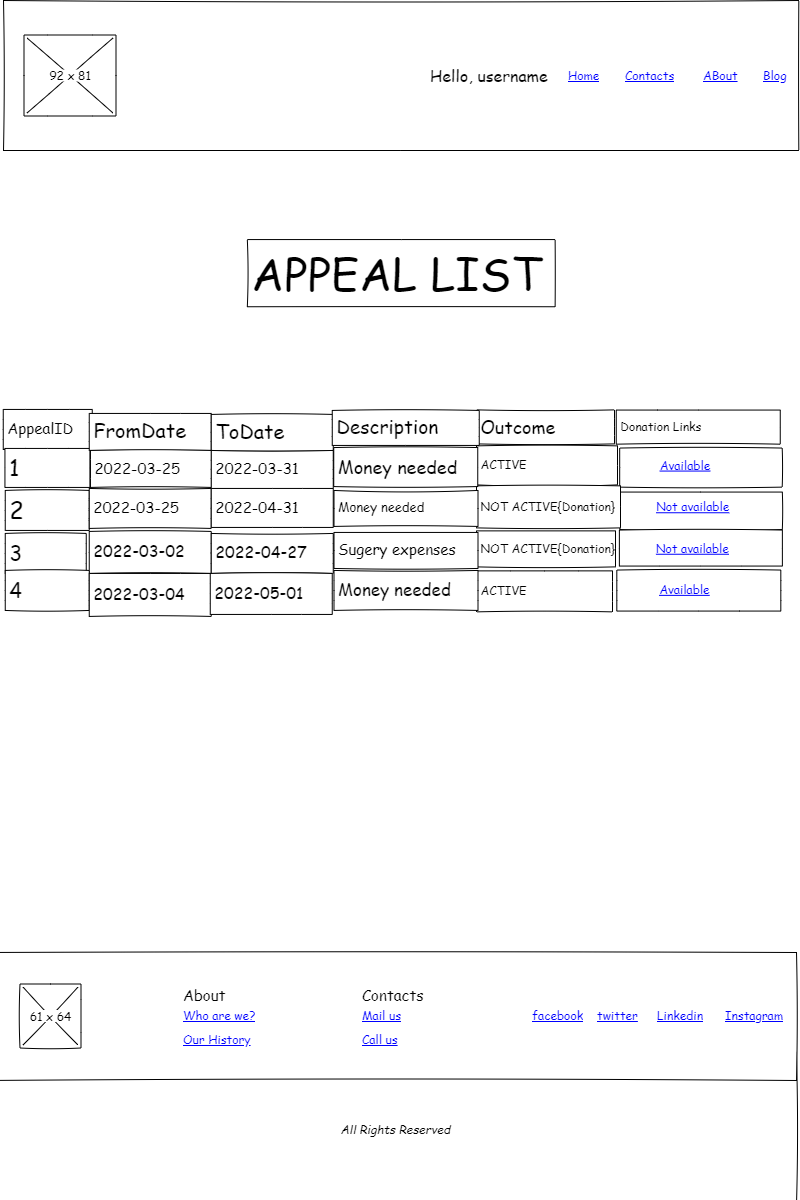 92 x 81
Hello, username Home Contacts ABout Blog
APPEAL LIST
AppealID FromDate ToDate Description Outcome Donation Links
1 2022-03-25 2022-03-31 Money needed ACTIVE Available
2 2022-03-25 2022-04-31 Money needed NOT ACTIVE{Donation} Not available
3 2022-03-02 2022-04-27 Sugery expenses NOT ACTIVE{Donation} Not available
4 2022-03-04 2022-05-01 Money needed ACTIVE Available
61 x 64
About
Who are we?
Our History
Contacts
Mail us
Call us
facebook twitter Linkedin Instagram
All Rights Reserved